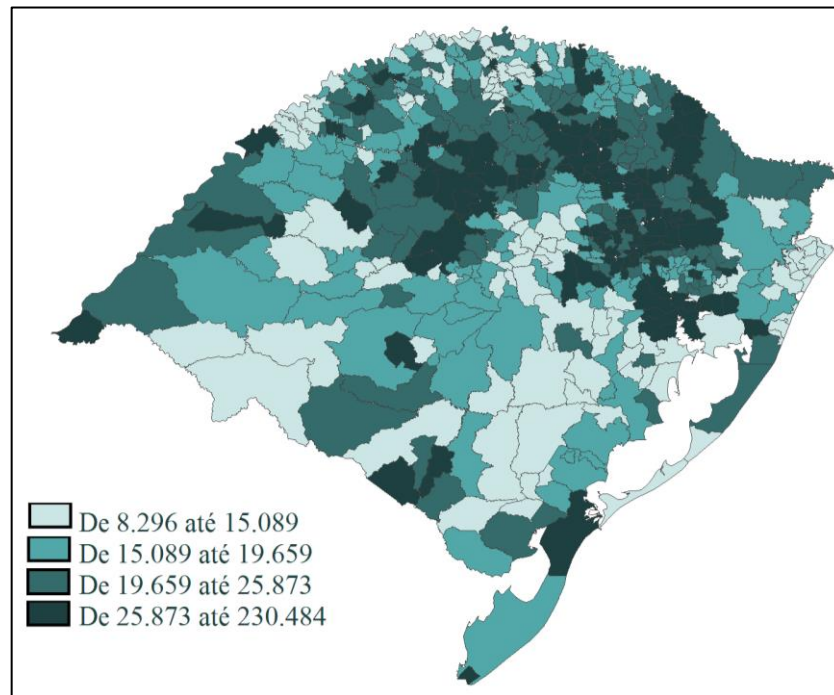 De 8.296 até 15.089
De 15.089 até 19.659
De 19.659 até 25.873
De 25.873 até 230.484